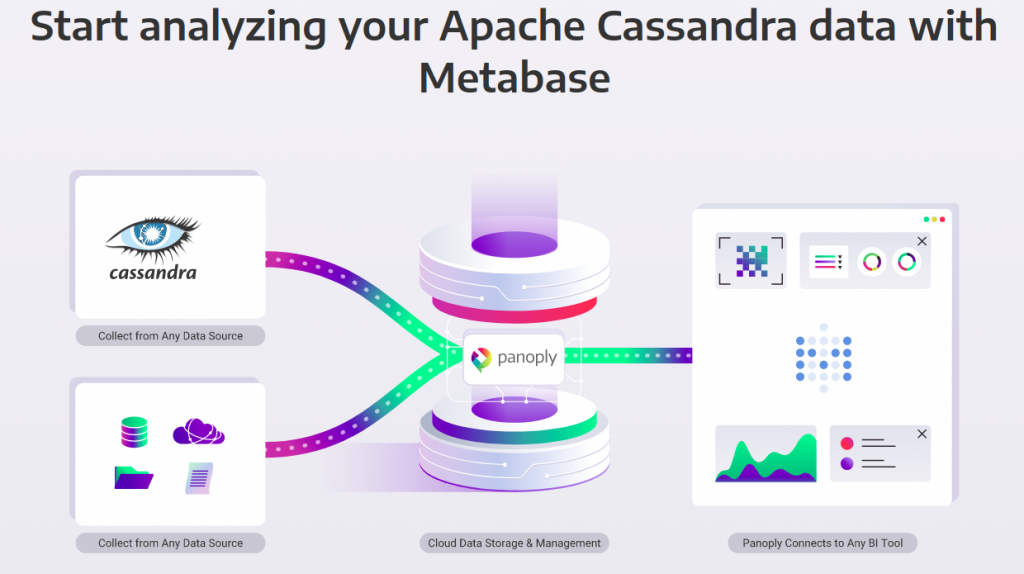 Start analyzing your Apache Cassandra data with
Metabase
cassandra
Collect from Any Data Source
panoply
Collect from Any Data Source
Cloud Data Storage & Management
Panoply Connects to Any BI Tool